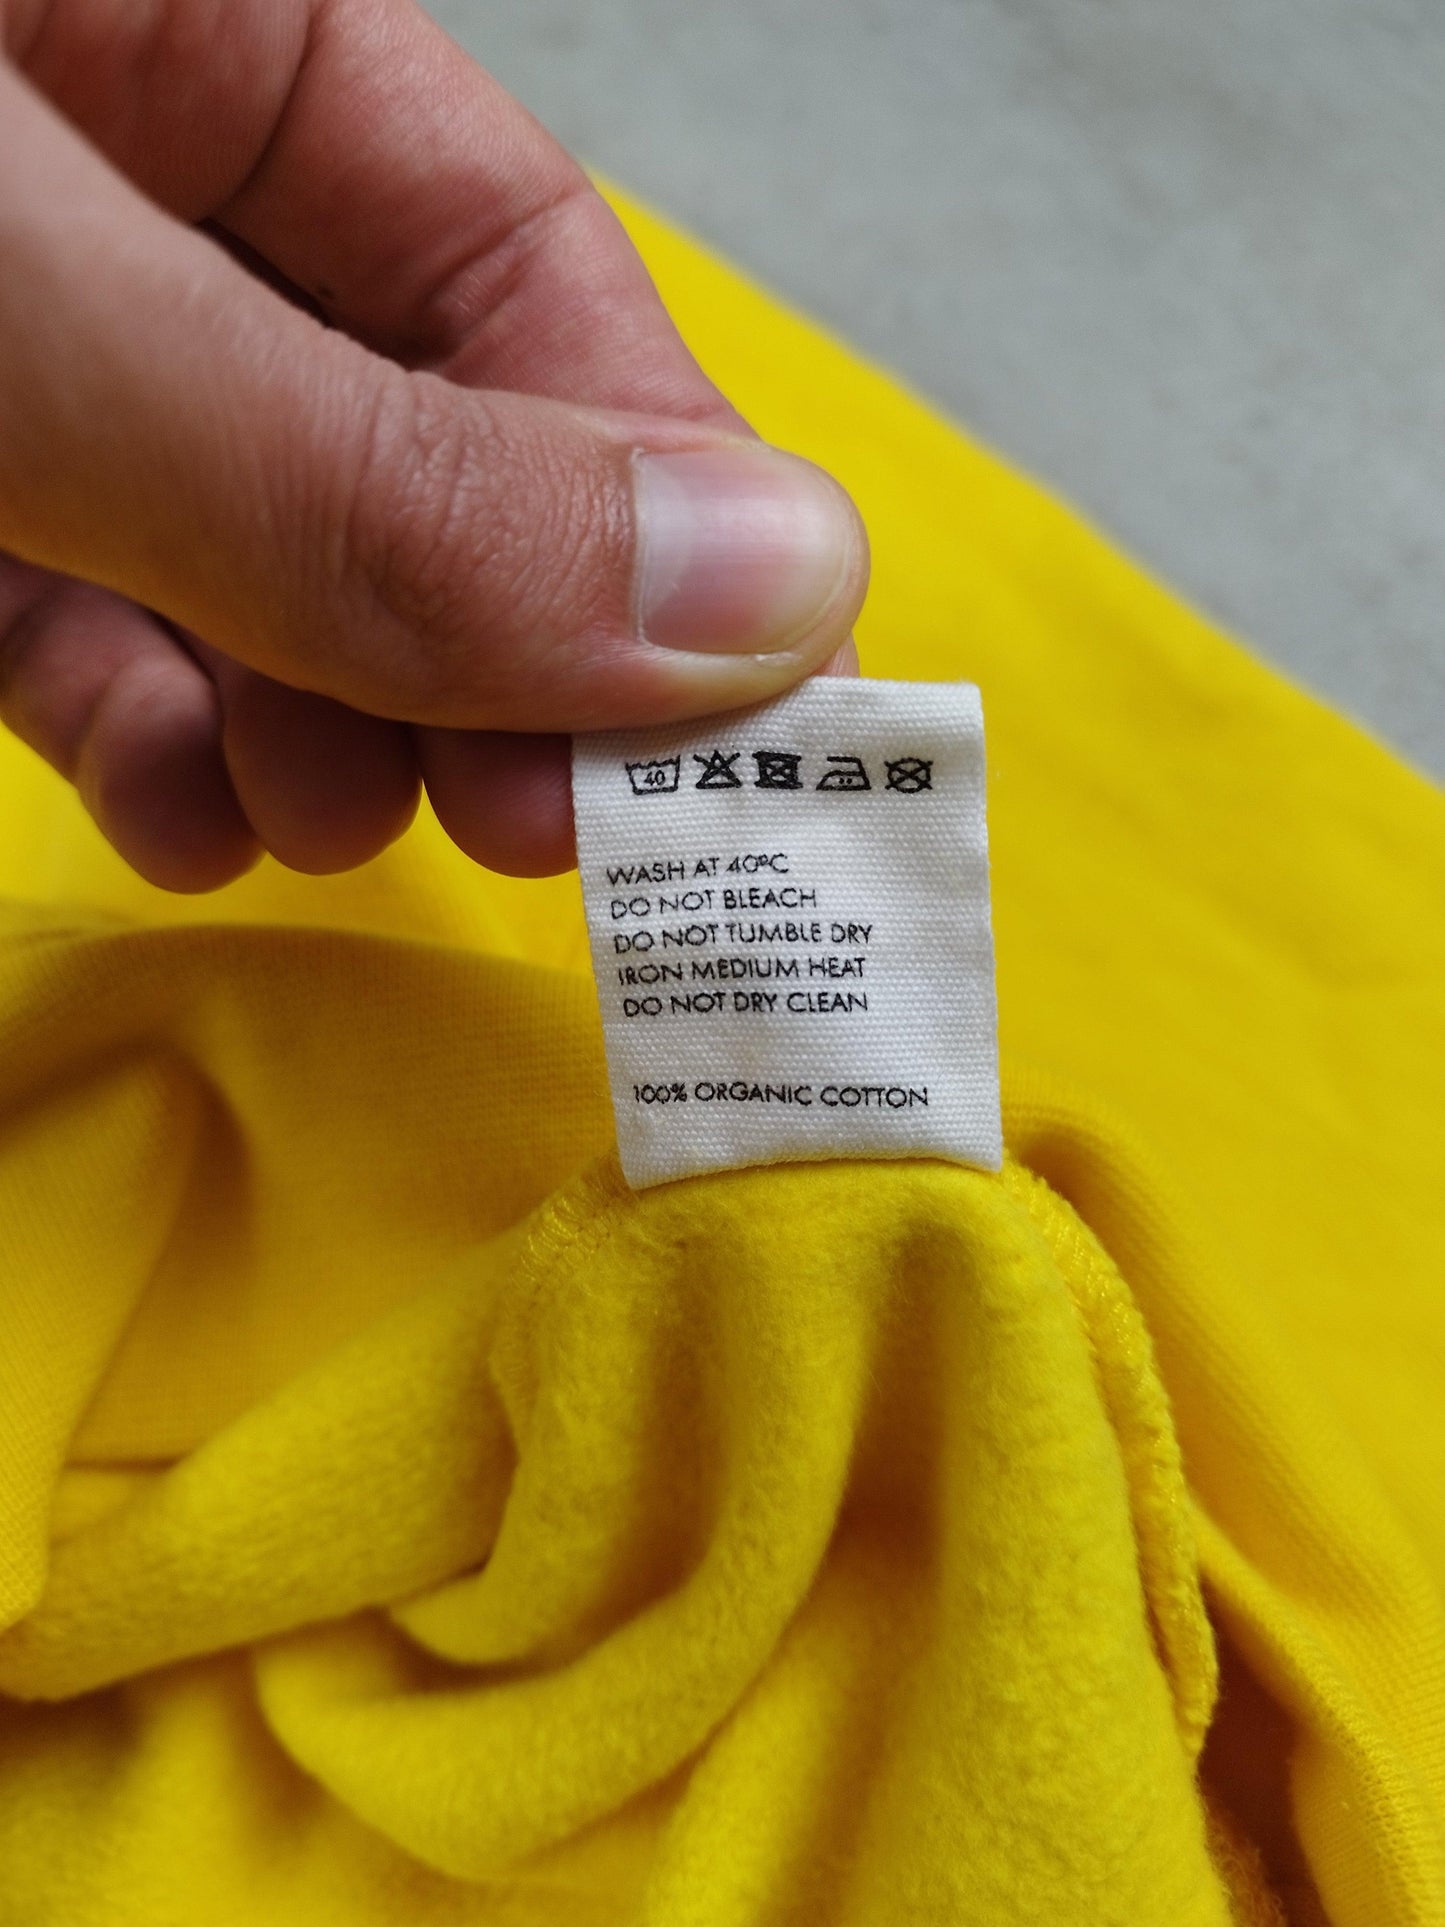 40
WASH AT 40ºC
DO NOT BLEACH
DO NOT TUMBLE DRY
IRON MEDIUM HEAT
DO NOT DRY CLEAN
100% ORGANIC COTTON